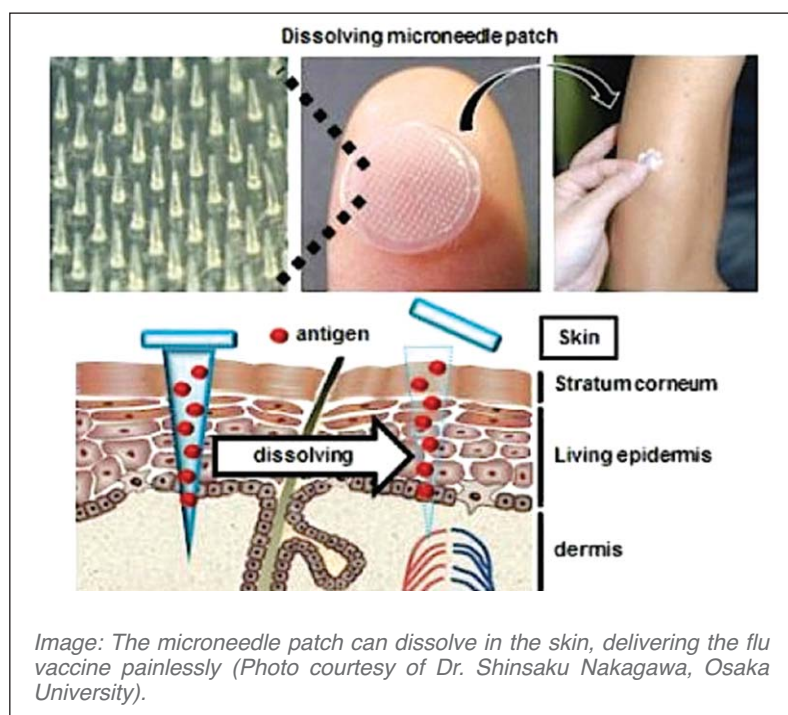 Dissolving microneedle patch
antigen
Skin
Stratum corneum
dissolving
Living epidermis
dermis
Image: The microneedle patch can dissolve in the skin, delivering the flu
vaccine painlessly (Photo courtesy of Dr. Shinsaku Nakagawa, Osaka
University).